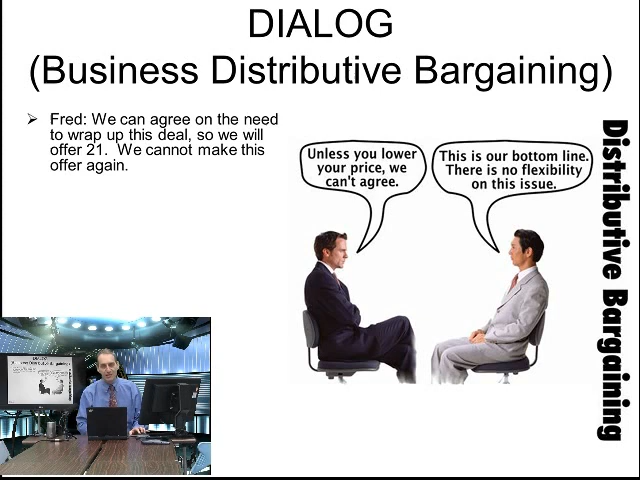 DIALOG
(Business Distributive Bargaining)
➢ Fred: We can agree on the need
to wrap up this deal, so we will
offer 21.  We cannot make this
offer again.
Unless you lower
your price, we
can't agree.
This is our bottom line.
There is no flexibility
on this issue.
Distributive Bargaining